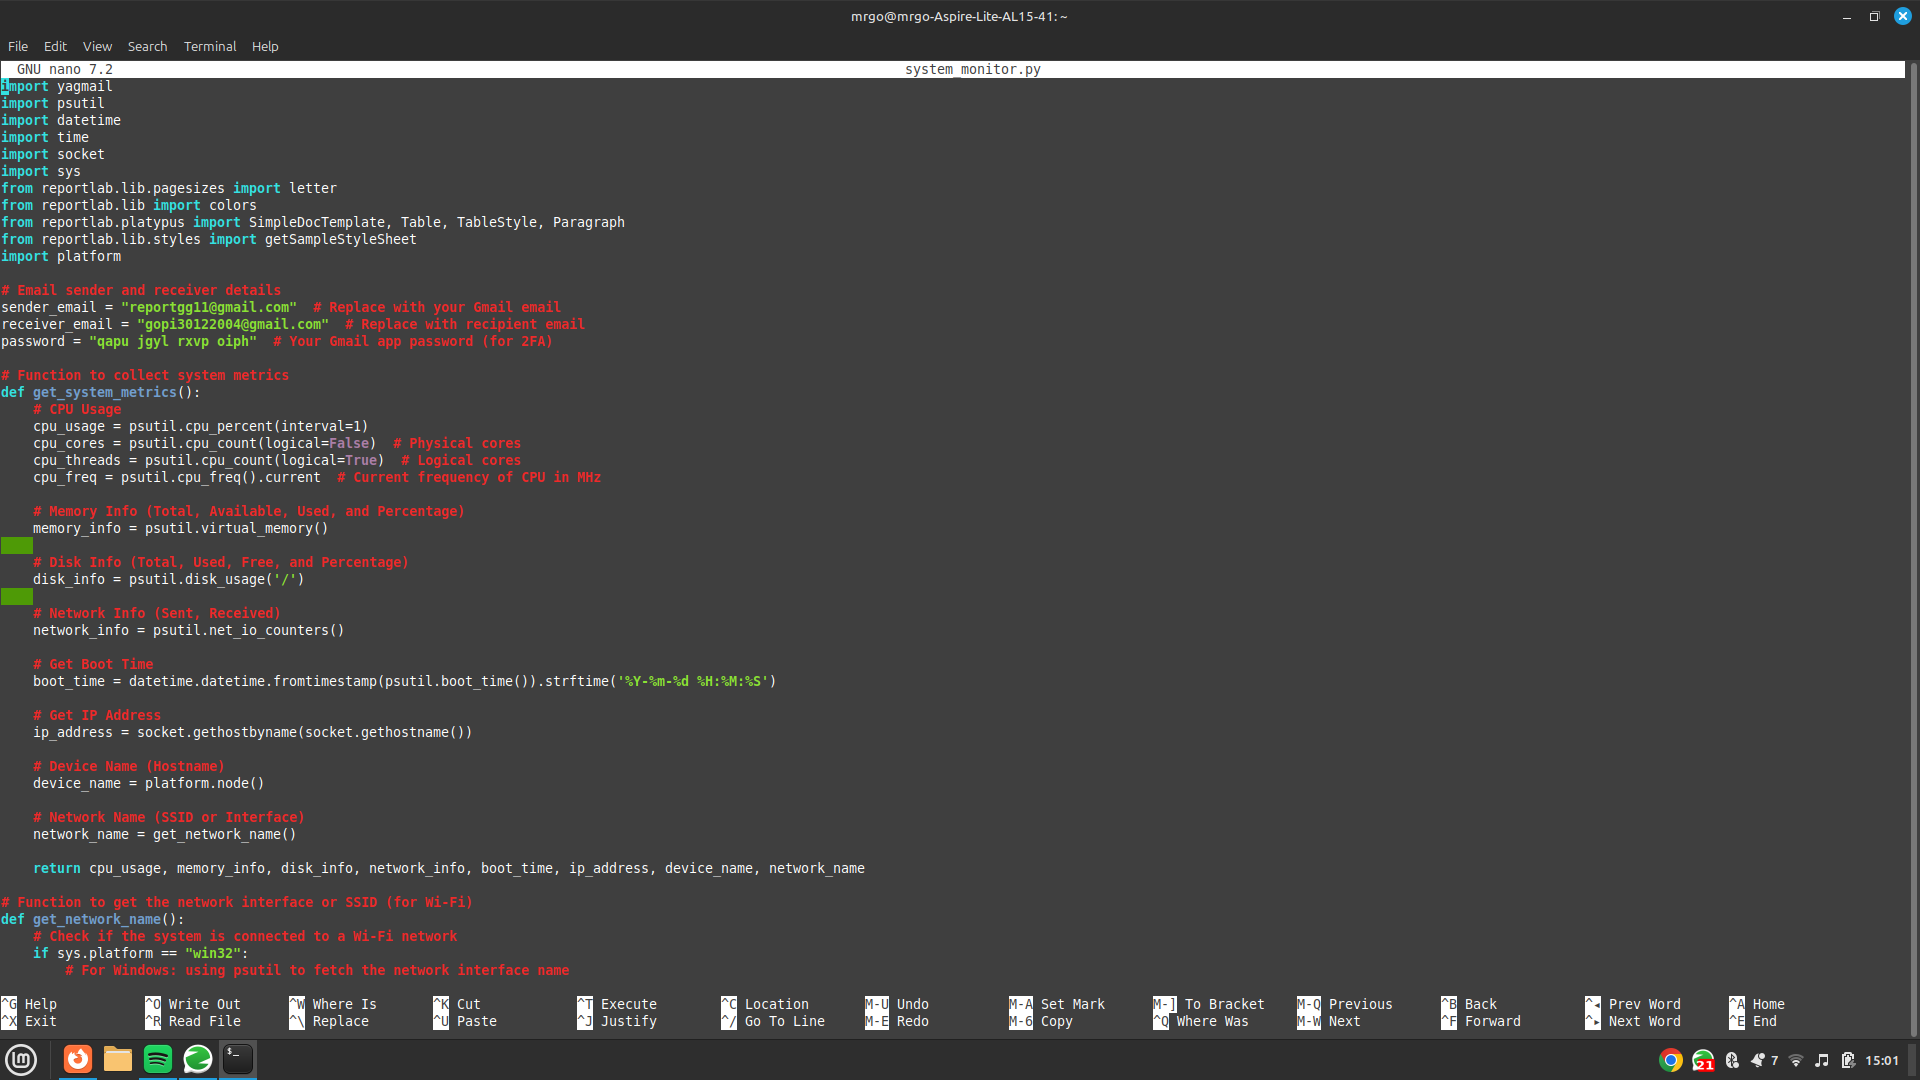 mrgo@mrgo-Aspire-Lite-AL15-41: ~
File Edit View Search Terminal Help
GNU nano 7.2 system_monitor.py
import yagmail
import psutil
import datetime
import time
import socket
import sys
from reportlab.lib.pagesizes import letter
from reportlab.lib import colors
from reportlab.platypus import SimpleDocTemplate, Table, TableStyle, Paragraph
from reportlab.lib.styles import getSampleStyleSheet
import platform
# Email sender and receiver details
sender_email = "reportgg11@gmail.com"  # Replace with your Gmail email
receiver_email = "gopi30122004@gmail.com"  # Replace with recipient email
password = "qapu jgyl rxvp oiph"  # Your Gmail app password (for 2FA)
# Function to collect system metrics
def get_system_metrics():
    # CPU Usage
    cpu_usage = psutil.cpu_percent(interval=1)
    cpu_cores = psutil.cpu_count(logical=False)  # Physical cores
    cpu_threads = psutil.cpu_count(logical=True)  # Logical cores
    cpu_freq = psutil.cpu_freq().current  # Current frequency of CPU in MHz
    # Memory Info (Total, Available, Used, and Percentage)
    memory_info = psutil.virtual_memory()
    # Disk Info (Total, Used, Free, and Percentage)
    disk_info = psutil.disk_usage('/')
    # Network Info (Sent, Received)
    network_info = psutil.net_io_counters()
    # Get Boot Time
    boot_time = datetime.datetime.fromtimestamp(psutil.boot_time()).strftime('%Y-%m-%d %H:%M:%S')
    # Get IP Address
    ip_address = socket.gethostbyname(socket.gethostname())
    # Device Name (Hostname)
    device_name = platform.node()
    # Network Name (SSID or Interface)
    network_name = get_network_name()
    return cpu_usage, memory_info, disk_info, network_info, boot_time, ip_address, device_name, network_name
# Function to get the network interface or SSID (for Wi-Fi)
def get_network_name():
    # Check if the system is connected to a Wi-Fi network
    if sys.platform == "win32":
        # For Windows: using psutil to fetch the network interface name
^G Help ^O Write Out ^W Where Is ^K Cut ^T Execute ^C Location M-U Undo M-A Set Mark M-] To Bracket M-Q Previous ^B Back ^◂ Prev Word ^A Home
^X Exit ^R Read File ^\ Replace ^U Paste ^J Justify ^/ Go To Line M-E Redo M-6 Copy ^Q Where Was M-W Next ^F Forward ^▸ Next Word ^E End
lm $_ 21 7 15:01